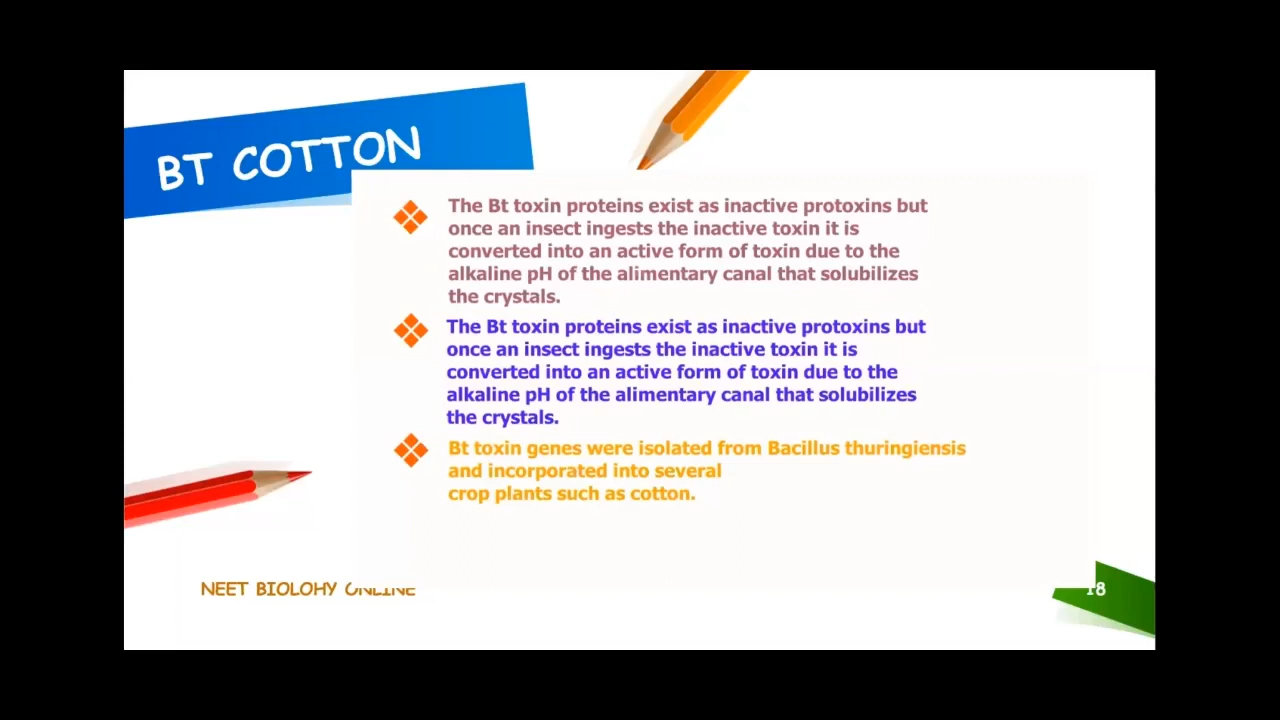 BT COTTON
The Bt toxin proteins exist as inactive protoxins but
once an insect ingests the inactive toxin it is
converted into an active form of toxin due to the
alkaline pH of the alimentary canal that solubilizes
the crystals.
The Bt toxin proteins exist as inactive protoxins but
once an insect ingests the inactive toxin it is
converted into an active form of toxin due to the
alkaline pH of the alimentary canal that solubilizes
the crystals.
Bt toxin genes were isolated from Bacillus thuringiensis
and incorporated into several
crop plants such as cotton.
NEET BIOLOHY ONLINE
18